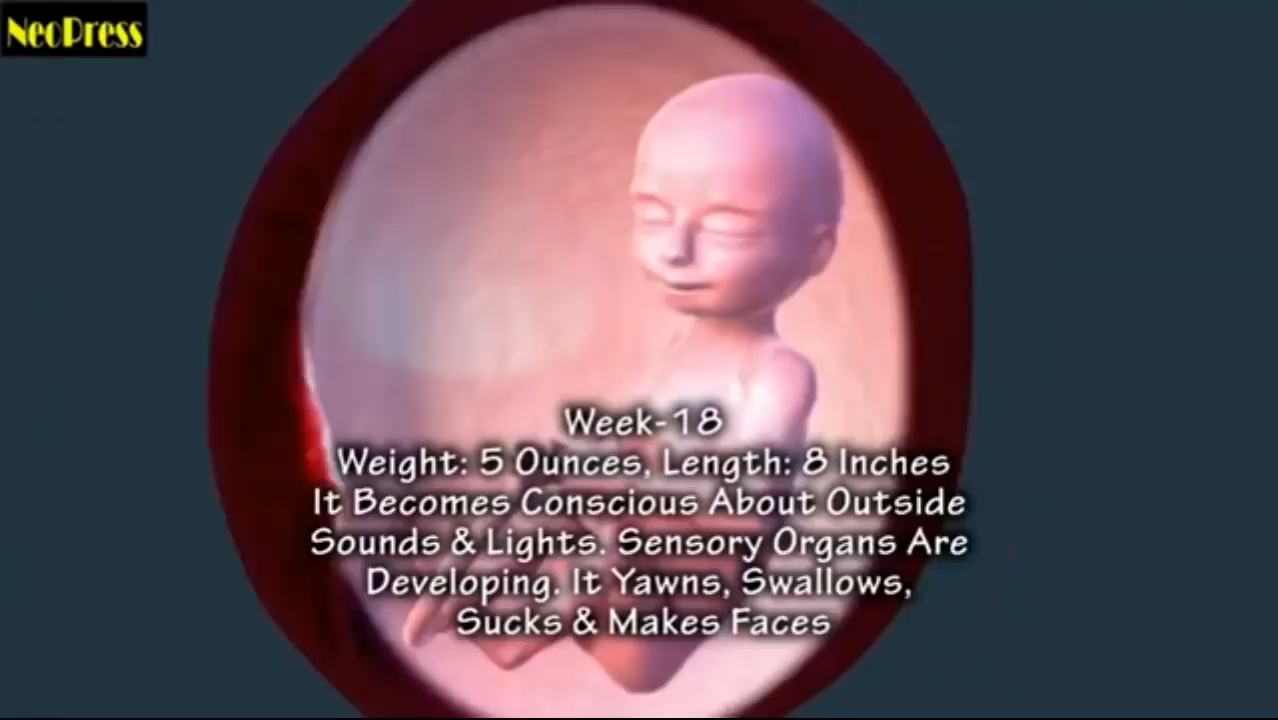 NeoPress
Week-18
Weight: 5 Ounces, Length: 8 Inches
It Becomes Conscious About Outside
Sounds & Lights. Sensory Organs Are
Developing. It Yawns, Swallows,
Sucks & Makes Faces